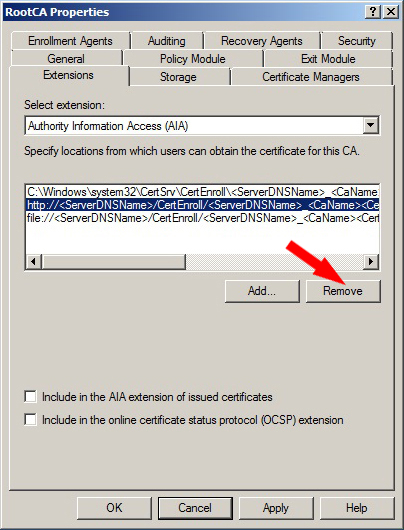 RootCA Properties
Enrollment Agents Auditing Recovery Agents Security
General Policy Module Exit Module
Extensions Storage Certificate Managers
Select extension:
Authority Information Access (AIA)
Specify locations from which users can obtain the certificate for this CA.
C:\Windows\system32\CertSrv\CertEnroll\<ServerDNSName>_<CaName
http://<ServerDNSName>/CertEnroll/<ServerDNSName>_<CaName><Ce
file://<ServerDNSName>/CertEnroll/<ServerDNSName>_<CaName><Cert
Add... Remove
Include in the AIA extension of issued certificates
Include in the online certificate status protocol (OCSP) extension
OK Cancel Apply Help